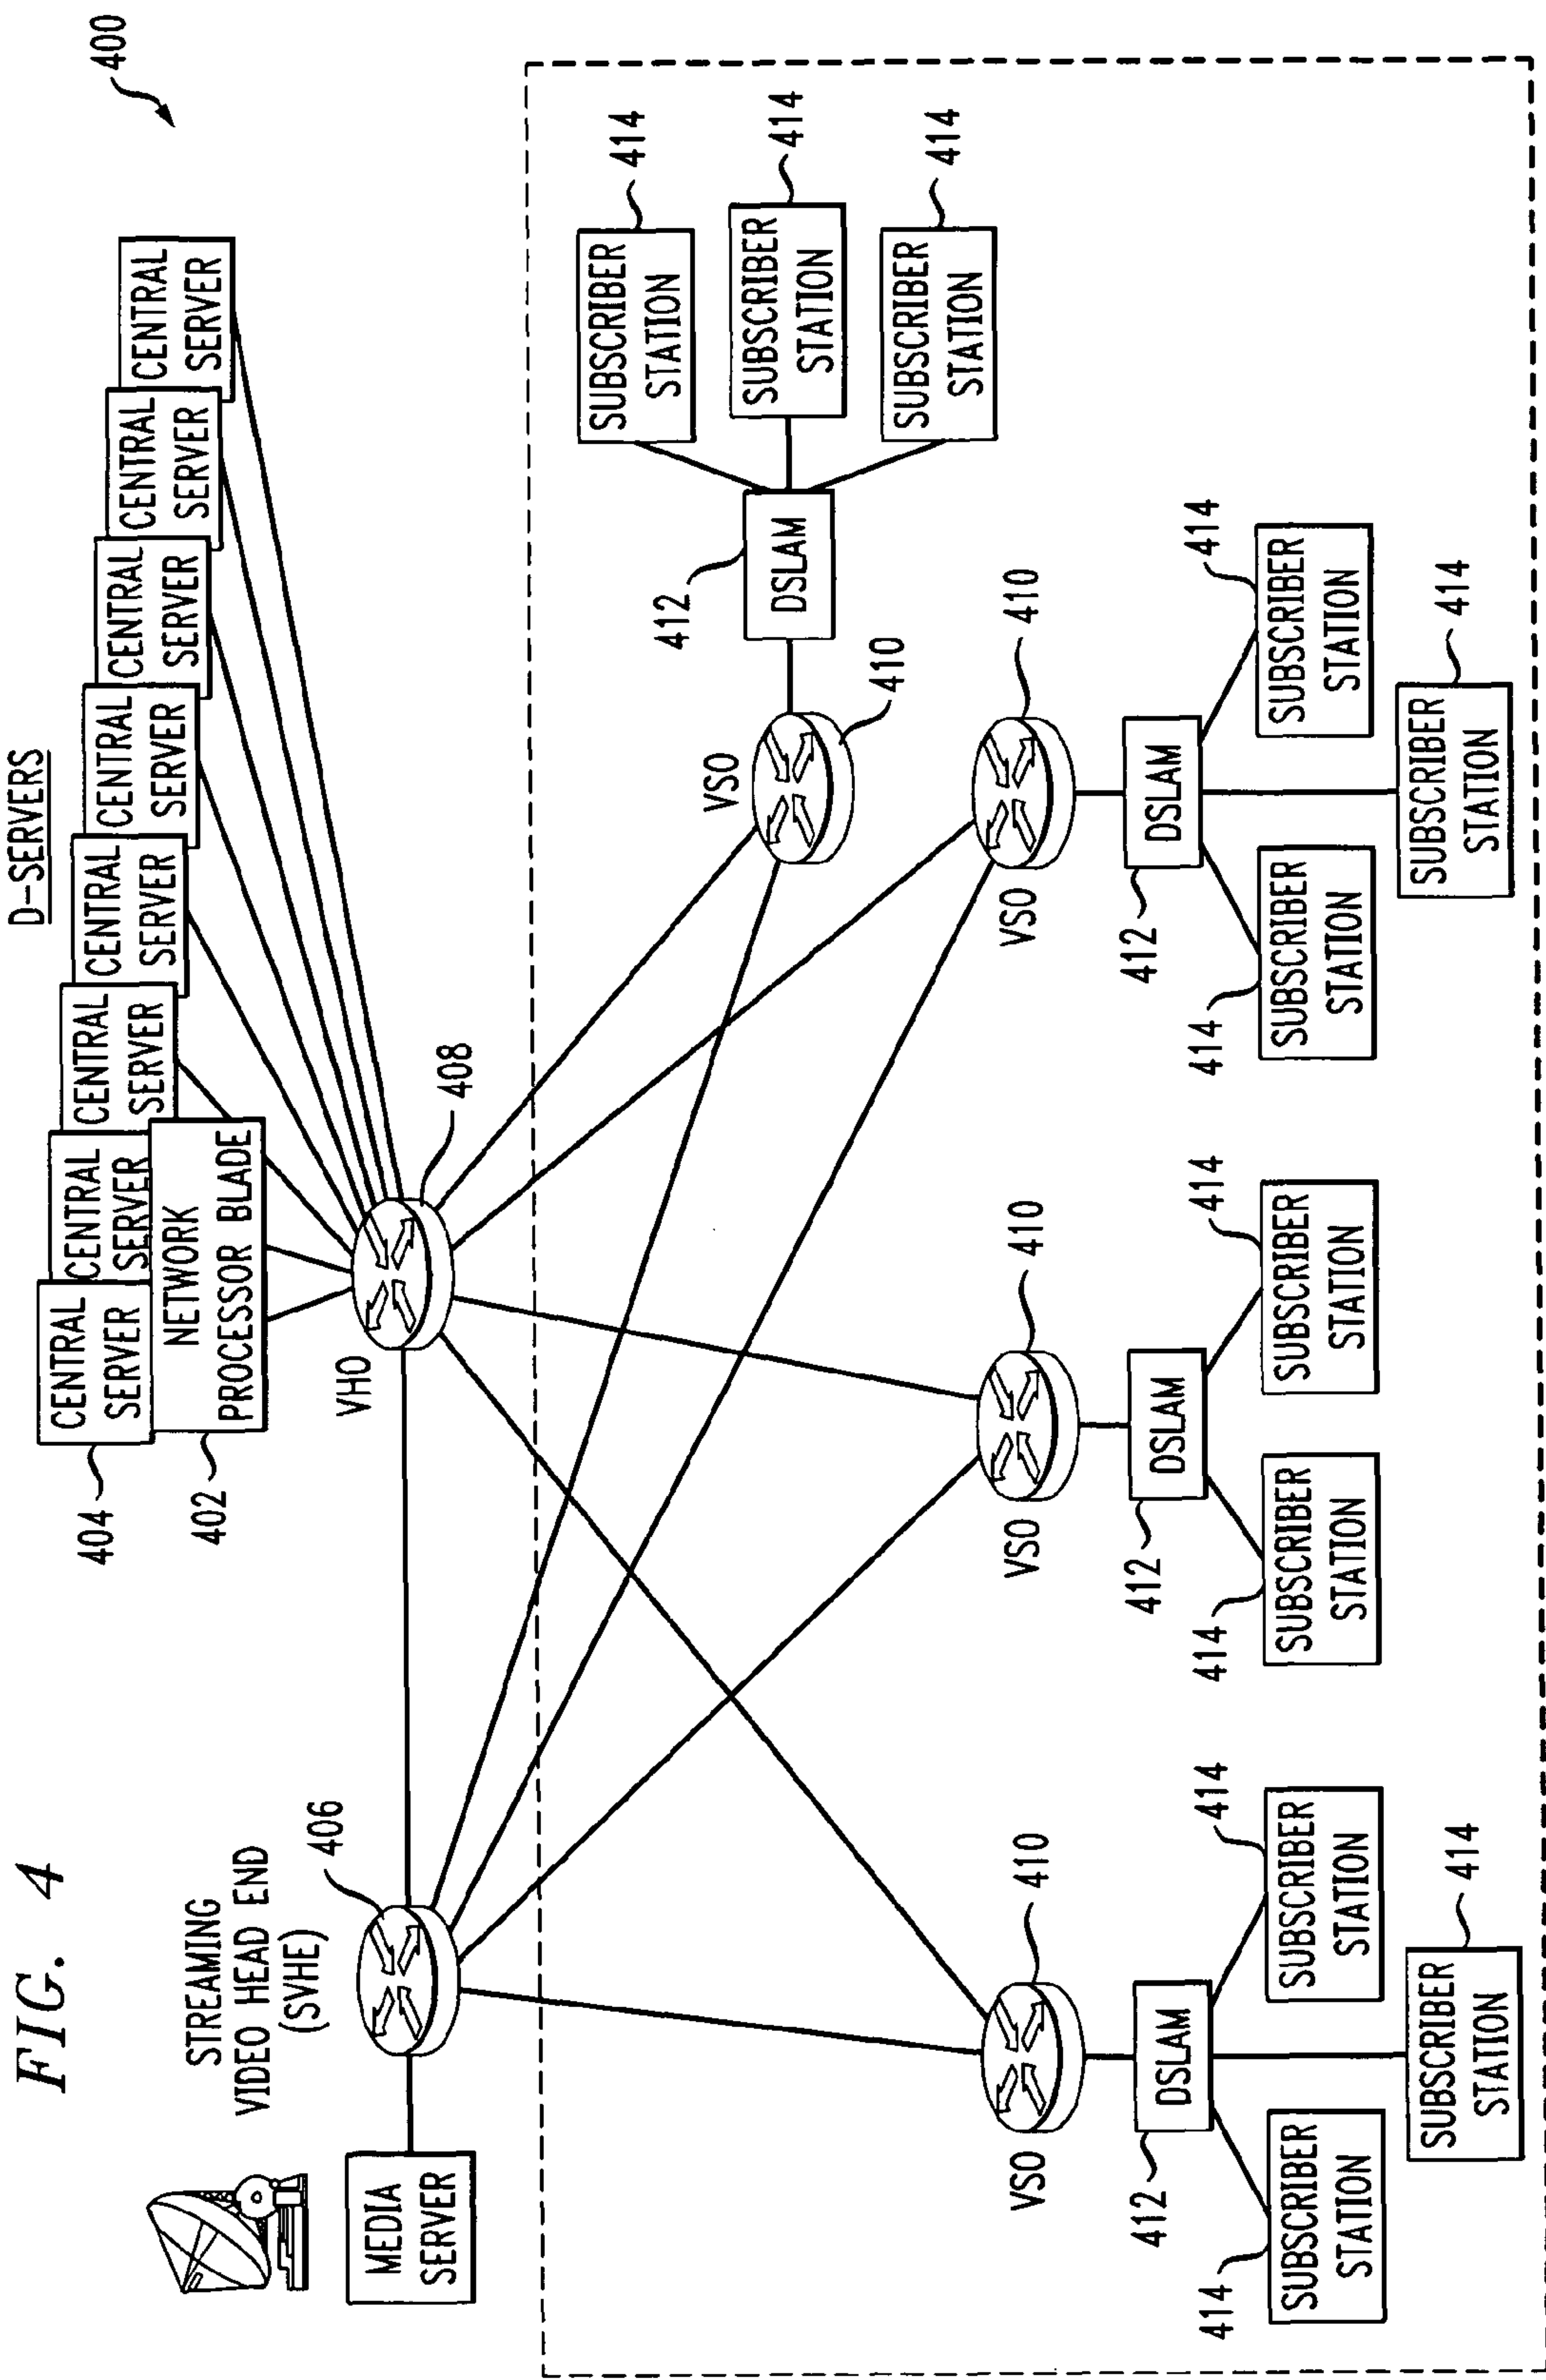 FIG. 4
400
D-SERVERS
CENTRAL
SERVER
CENTRAL
SERVER
CENTRAL
SERVER
CENTRAL
SERVER
CENTRAL
SERVER
CENTRAL
SERVER
CENTRAL
SERVER
CENTRAL
SERVER
404
NETWORK
PROCESSOR BLADE
402
STREAMING
VIDEO HEAD END
(SVHE)
406
MEDIA
SERVER
VHO
408
VSO
410
412
DSLAM
SUBSCRIBER
STATION
414
SUBSCRIBER
STATION
414
SUBSCRIBER
STATION
414
VSO
410
412
DSLAM
414
SUBSCRIBER
STATION
414
SUBSCRIBER
STATION
SUBSCRIBER
STATION
414
VSO
410
412
DSLAM
414
SUBSCRIBER
STATION
414
SUBSCRIBER
STATION
VSO
410
412
DSLAM
414
SUBSCRIBER
STATION
414
SUBSCRIBER
STATION
SUBSCRIBER
STATION
414